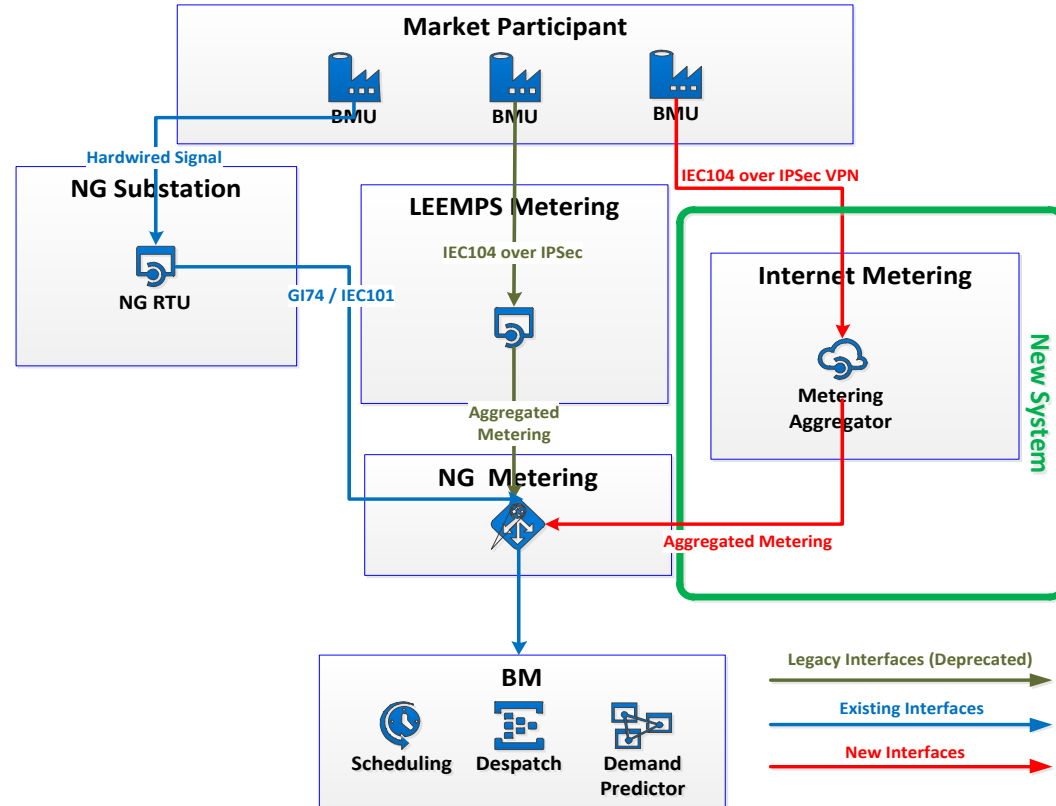 Market Participant
BMU
BMU
BMU
Hardwired Signal
IEC104 over IPSec VPN
NG Substation
NG RTU
GI74 / IEC101
LEEMPS Metering
IEC104 over IPSec
Internet Metering
Metering
Aggregator
New System
Aggregated
Metering
NG  Metering
Aggregated Metering
BM
Scheduling
Despatch
Demand
Predictor
Legacy Interfaces (Deprecated)
Existing Interfaces
New Interfaces